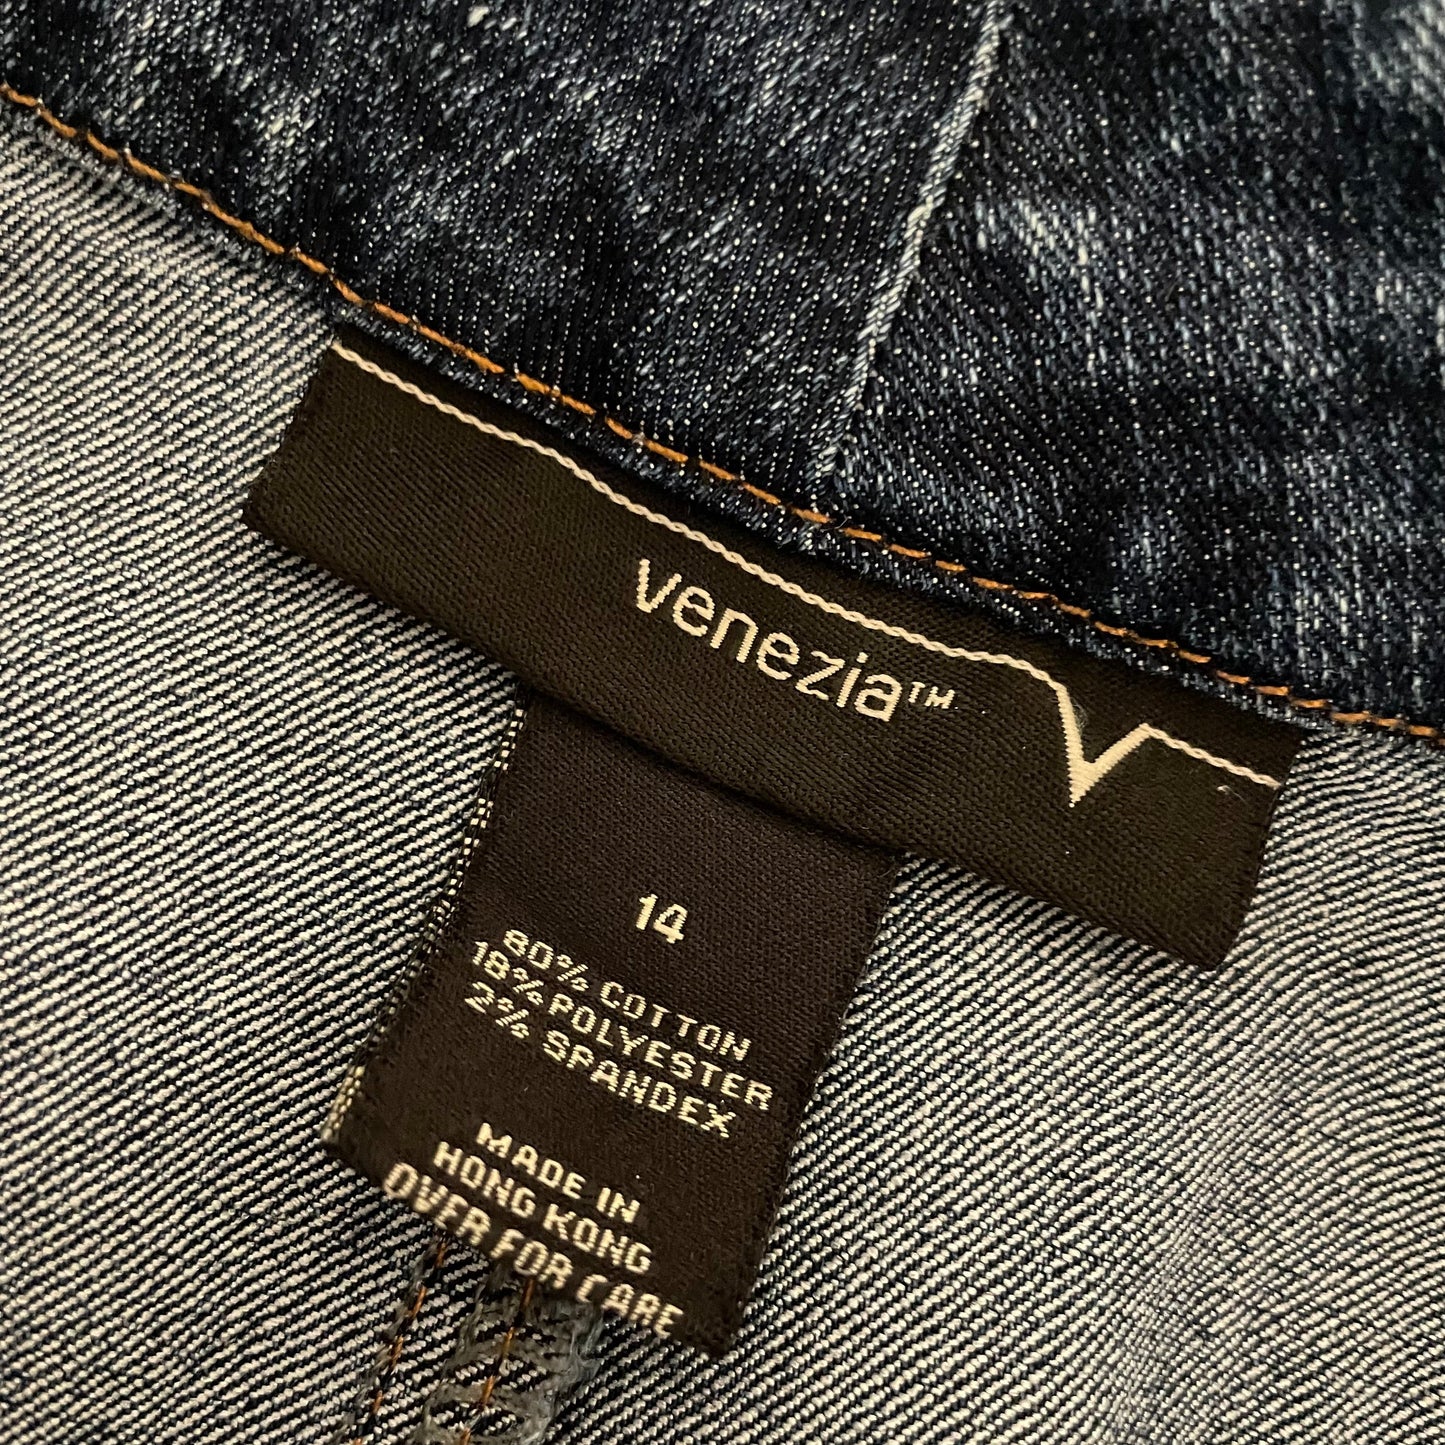 venezia™
14
80% COTTON
18% POLYESTER
2% SPANDEX
MADE IN
HONG KONG
OVER FOR CARE